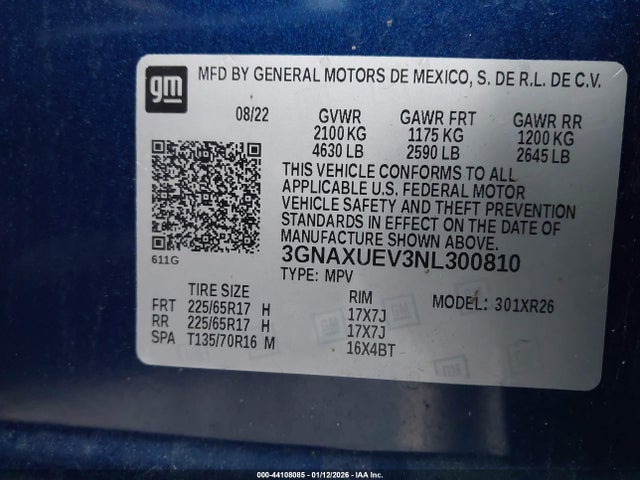 gm
MFD BY GENERAL MOTORS DE MEXICO, S. DE R.L. DE C.V.
08/22 GVWR GAWR FRT GAWR RR
2100 KG 1175 KG 1200 KG
4630 LB 2590 LB 2645 LB
THIS VEHICLE CONFORMS TO ALL
APPLICABLE U.S. FEDERAL MOTOR
VEHICLE SAFETY AND THEFT PREVENTION
STANDARDS IN EFFECT ON THE DATE OF
MANUFACTURE SHOWN ABOVE.
611G
3GNAXUEV3NL300810
TYPE: MPV
TIRE SIZE RIM MODEL: 301XR26
FRT 225/65R17 H 17X7J
RR 225/65R17 H 17X7J
SPA T135/70R16 M 16X4BT
000-44108085 - 01/12/2026 - IAA Inc.